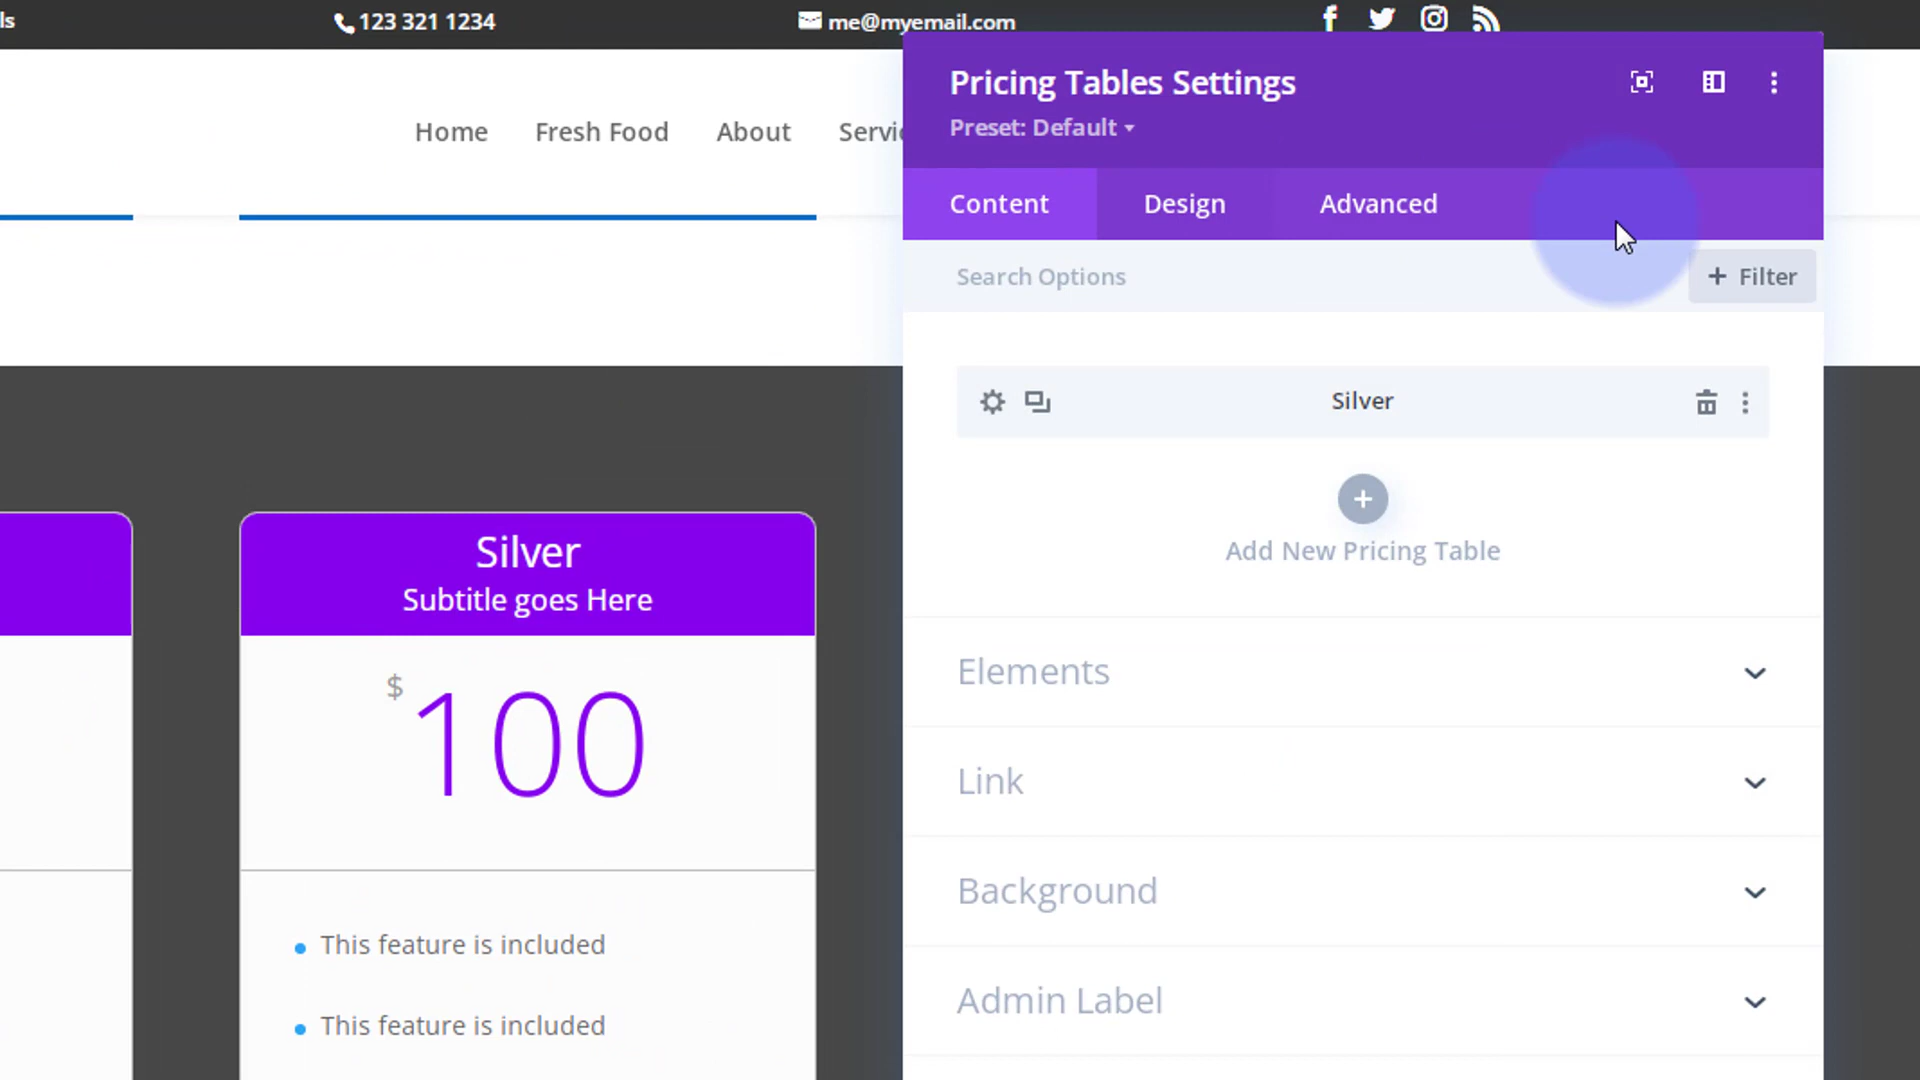 ls
123 321 1234
me@myemail.com
Home
Fresh Food
About
Servic
Pricing Tables Settings
Preset: Default
Content
Design
Advanced
Search Options
+ Filter
Silver
Add New Pricing Table
Elements
Link
Background
Admin Label
Silver
Subtitle goes Here
$
100
This feature is included
This feature is included